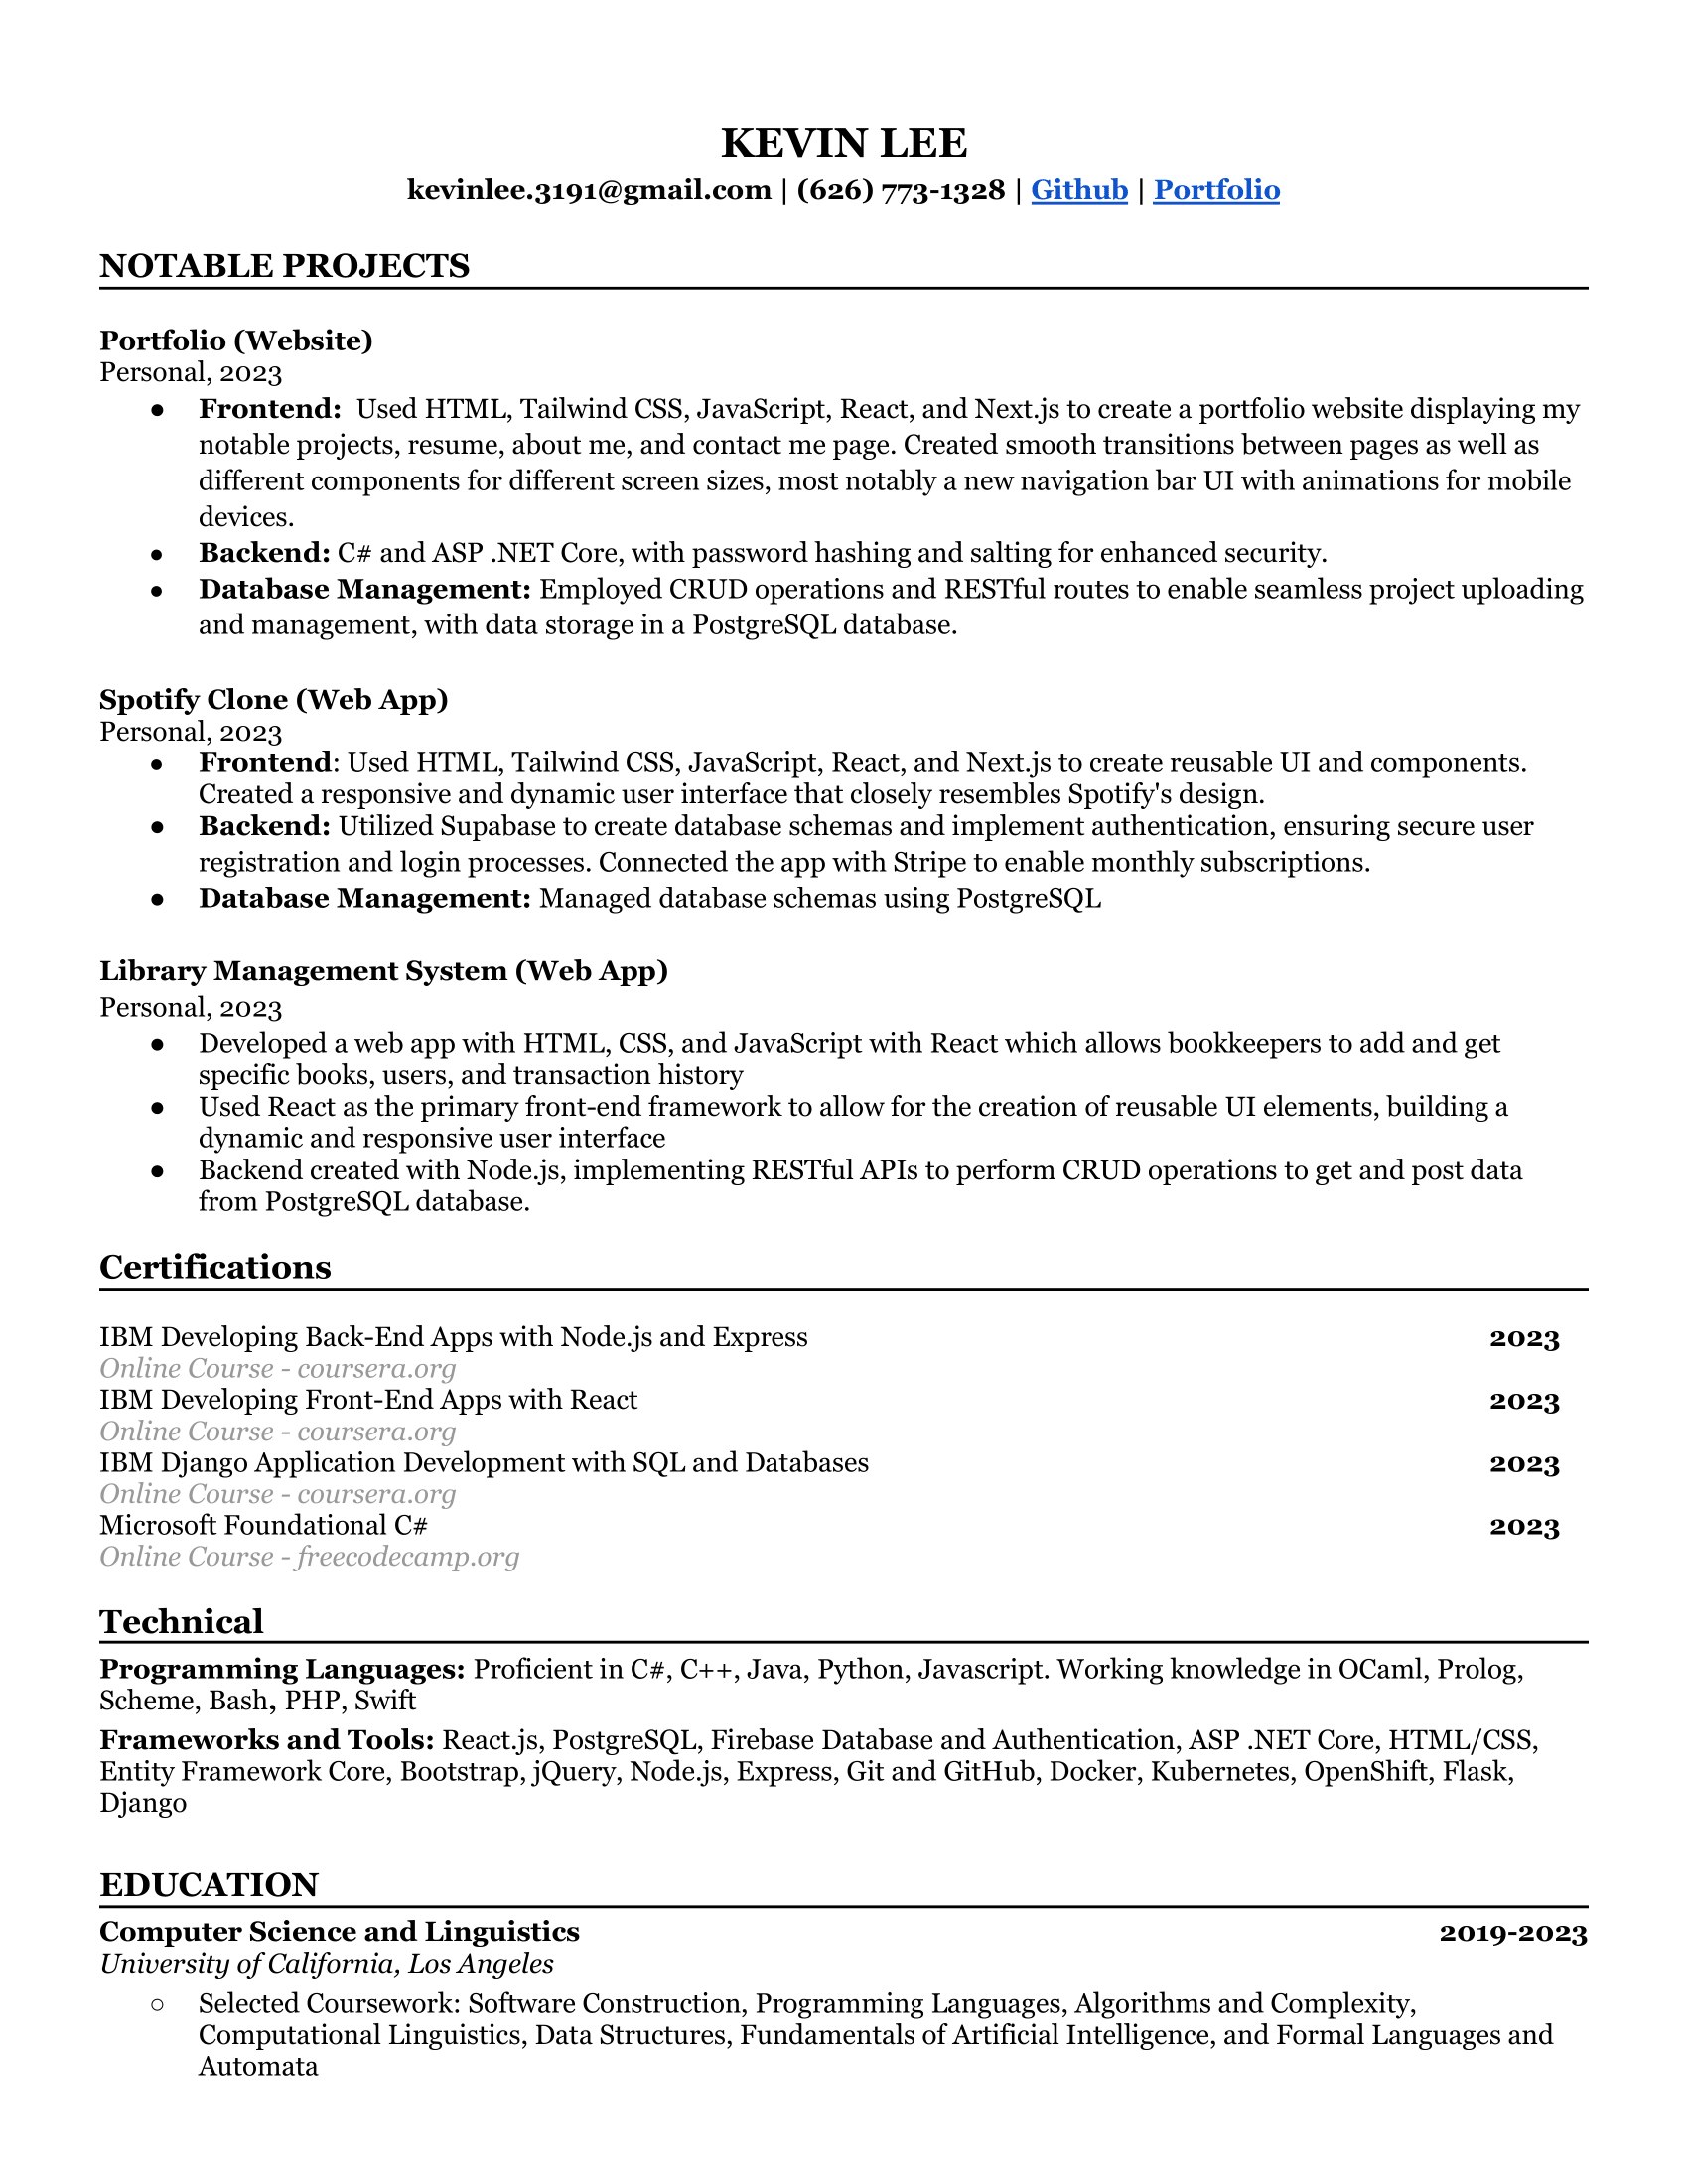 KEVIN LEE
kevinlee.3191@gmail.com | (626) 773-1328 | Github | Portfolio
NOTABLE PROJECTS
Portfolio (Website)
Personal, 2023
● Frontend:  Used HTML, Tailwind CSS, JavaScript, React, and Next.js to create a portfolio website displaying my
notable projects, resume, about me, and contact me page. Created smooth transitions between pages as well as
different components for different screen sizes, most notably a new navigation bar UI with animations for mobile
devices.
● Backend: C# and ASP .NET Core, with password hashing and salting for enhanced security.
● Database Management: Employed CRUD operations and RESTful routes to enable seamless project uploading
and management, with data storage in a PostgreSQL database.
Spotify Clone (Web App)
Personal, 2023
● Frontend: Used HTML, Tailwind CSS, JavaScript, React, and Next.js to create reusable UI and components.
Created a responsive and dynamic user interface that closely resembles Spotify's design.
● Backend: Utilized Supabase to create database schemas and implement authentication, ensuring secure user
registration and login processes. Connected the app with Stripe to enable monthly subscriptions.
● Database Management: Managed database schemas using PostgreSQL
Library Management System (Web App)
Personal, 2023
● Developed a web app with HTML, CSS, and JavaScript with React which allows bookkeepers to add and get
specific books, users, and transaction history
● Used React as the primary front-end framework to allow for the creation of reusable UI elements, building a
dynamic and responsive user interface
● Backend created with Node.js, implementing RESTful APIs to perform CRUD operations to get and post data
from PostgreSQL database.
Certifications
IBM Developing Back-End Apps with Node.js and Express 2023
Online Course - coursera.org
IBM Developing Front-End Apps with React 2023
Online Course - coursera.org
IBM Django Application Development with SQL and Databases 2023
Online Course - coursera.org
Microsoft Foundational C# 2023
Online Course - freecodecamp.org
Technical
Programming Languages: Proficient in C#, C++, Java, Python, Javascript. Working knowledge in OCaml, Prolog,
Scheme, Bash, PHP, Swift
Frameworks and Tools: React.js, PostgreSQL, Firebase Database and Authentication, ASP .NET Core, HTML/CSS,
Entity Framework Core, Bootstrap, jQuery, Node.js, Express, Git and GitHub, Docker, Kubernetes, OpenShift, Flask,
Django
EDUCATION
Computer Science and Linguistics 2019-2023
University of California, Los Angeles
○ Selected Coursework: Software Construction, Programming Languages, Algorithms and Complexity,
Computational Linguistics, Data Structures, Fundamentals of Artificial Intelligence, and Formal Languages and
Automata